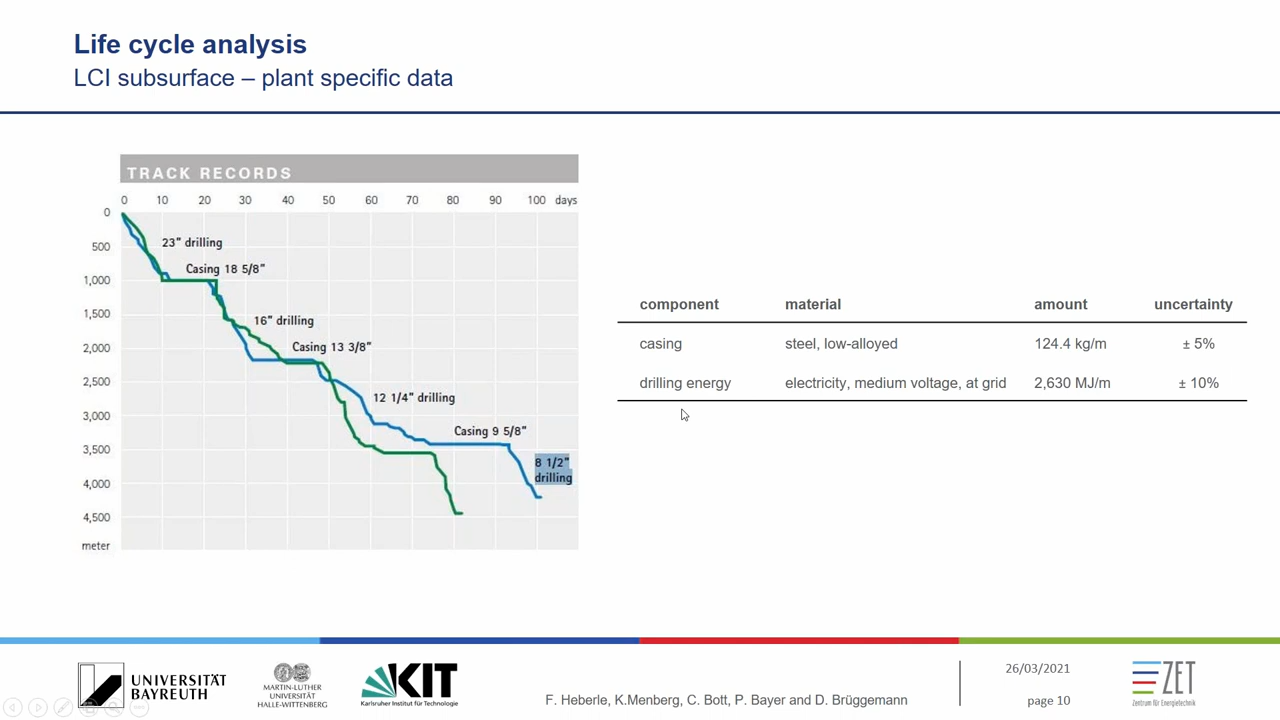 Life cycle analysis
LCI subsurface – plant specific data
TRACK RECORDS
0 10 20 30 40 50 60 70 80 90 100 days
0
500
1,000
1,500
2,000
2,500
3,000
3,500
4,000
4,500
meter
23" drilling
Casing 18 5/8"
16" drilling
Casing 13 3/8"
12 1/4" drilling
Casing 9 5/8"
8 1/2"
drilling
component material amount uncertainty
casing steel, low-alloyed 124.4 kg/m ± 5%
drilling energy electricity, medium voltage, at grid 2,630 MJ/m ± 10%
UNIVERSITÄT
BAYREUTH
MARTIN-LUTHER
UNIVERSITÄT
HALLE-WITTENBERG
KIT
Karlsruher Institut für Technologie
F. Heberle, K.Menberg, C. Bott, P. Bayer and D. Brüggemann
26/03/2021
page 10
ZET
Zentrum für Energietechnik